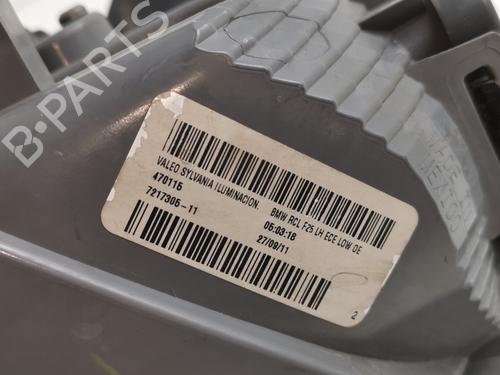 B-PARTS
VALEO SYLVANIA ILUMINACION. BMW RCL F25 LH ECE LOW OE
470115 05:03:16
7217305-11 27/09/11
2